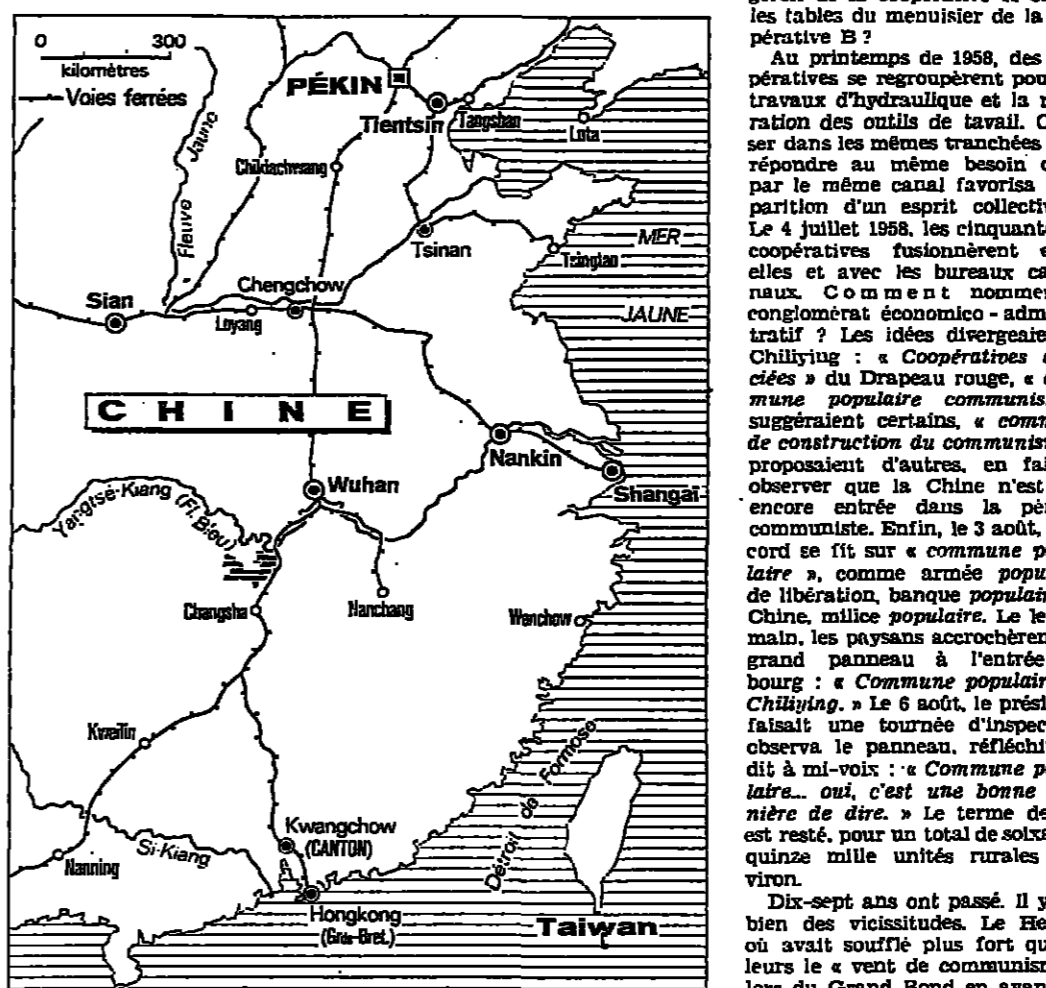 0 300
kilomètres
Voies ferrées
PÉKIN
Tientsin
Tangshan
Luta
Fleuve Jaune
Tsinan
Tsingtao
MER
JAUNE
Chengchow
Sian
Loyang
CHINE
Nankin
Shangaï
Wuhan
Yangtsé-Kiang (Fl. Bleu)
Changsha
Nanchang
Wenchow
Kweilin
Détroit de Formose
Kwangchow
(CANTON)
Si-Kiang
Nanning
Hongkong
(Gde-Bret.)
Taiwan
les tables du menuisier de la
pérative B ?
Au printemps de 1958, des
pératives se regroupèrent pou
travaux d'hydraulique et la r
ration des outils de tavail. C
ser dans les mêmes tranchées
répondre au même besoin d
par le même canal favorisa
parition d'un esprit collectiv
Le 4 juillet 1958, les cinquante
coopératives fusionnèrent e
elles et avec les bureaux ca
naux. Comment nommer
conglomérat économico - admi
tratif ? Les idées divergeaie
Chiliying : « Coopératives a
ciées » du Drapeau rouge, « c
mune populaire communis
suggéraient certains, « comm
de construction du communist
proposaient d'autres, en fai
observer que la Chine n'est
encore entrée dans la pér
communiste. Enfin, le 3 août,
cord se fit sur « commune p
laire », comme armée popu
de libération, banque populair
Chine, milice populaire. Le le
main, les paysans accrochèren
grand panneau à l'entrée
bourg : « Commune populair
Chiliying. » Le 6 août, le prési
faisait une tournée d'inspec
observa le panneau, réfléchi
dit à mi-voix : « Commune p
laire... oui, c'est une bonne
nière de dire. » Le terme de
est resté, pour un total de soixa
quinze mille unités rurales
viron.
Dix-sept ans ont passé. Il y
bien des vicissitudes. Le He
où avait soufflé plus fort qu
leurs le « vent de communism
lors du Grand Bond en avan